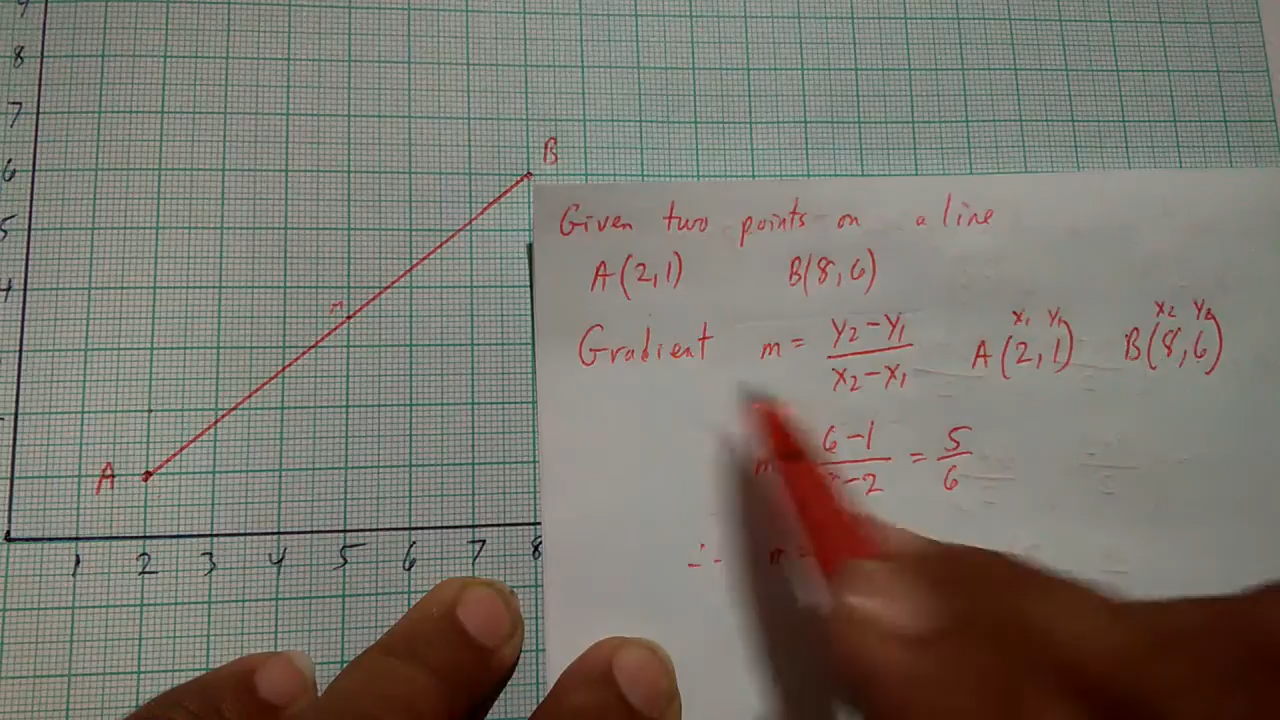 9
8
7
6
5
4
A
m
B
1 2 3 4 5 6 7 8
Given two points on a line
A(2,1) B(8,6)
Gradient m = y₂-y₁ / x₂-x₁ A(2,1) B(8,6)
x₁ y₁ x₂ y₂
6-1 / -2 = 5/6
∴ m =